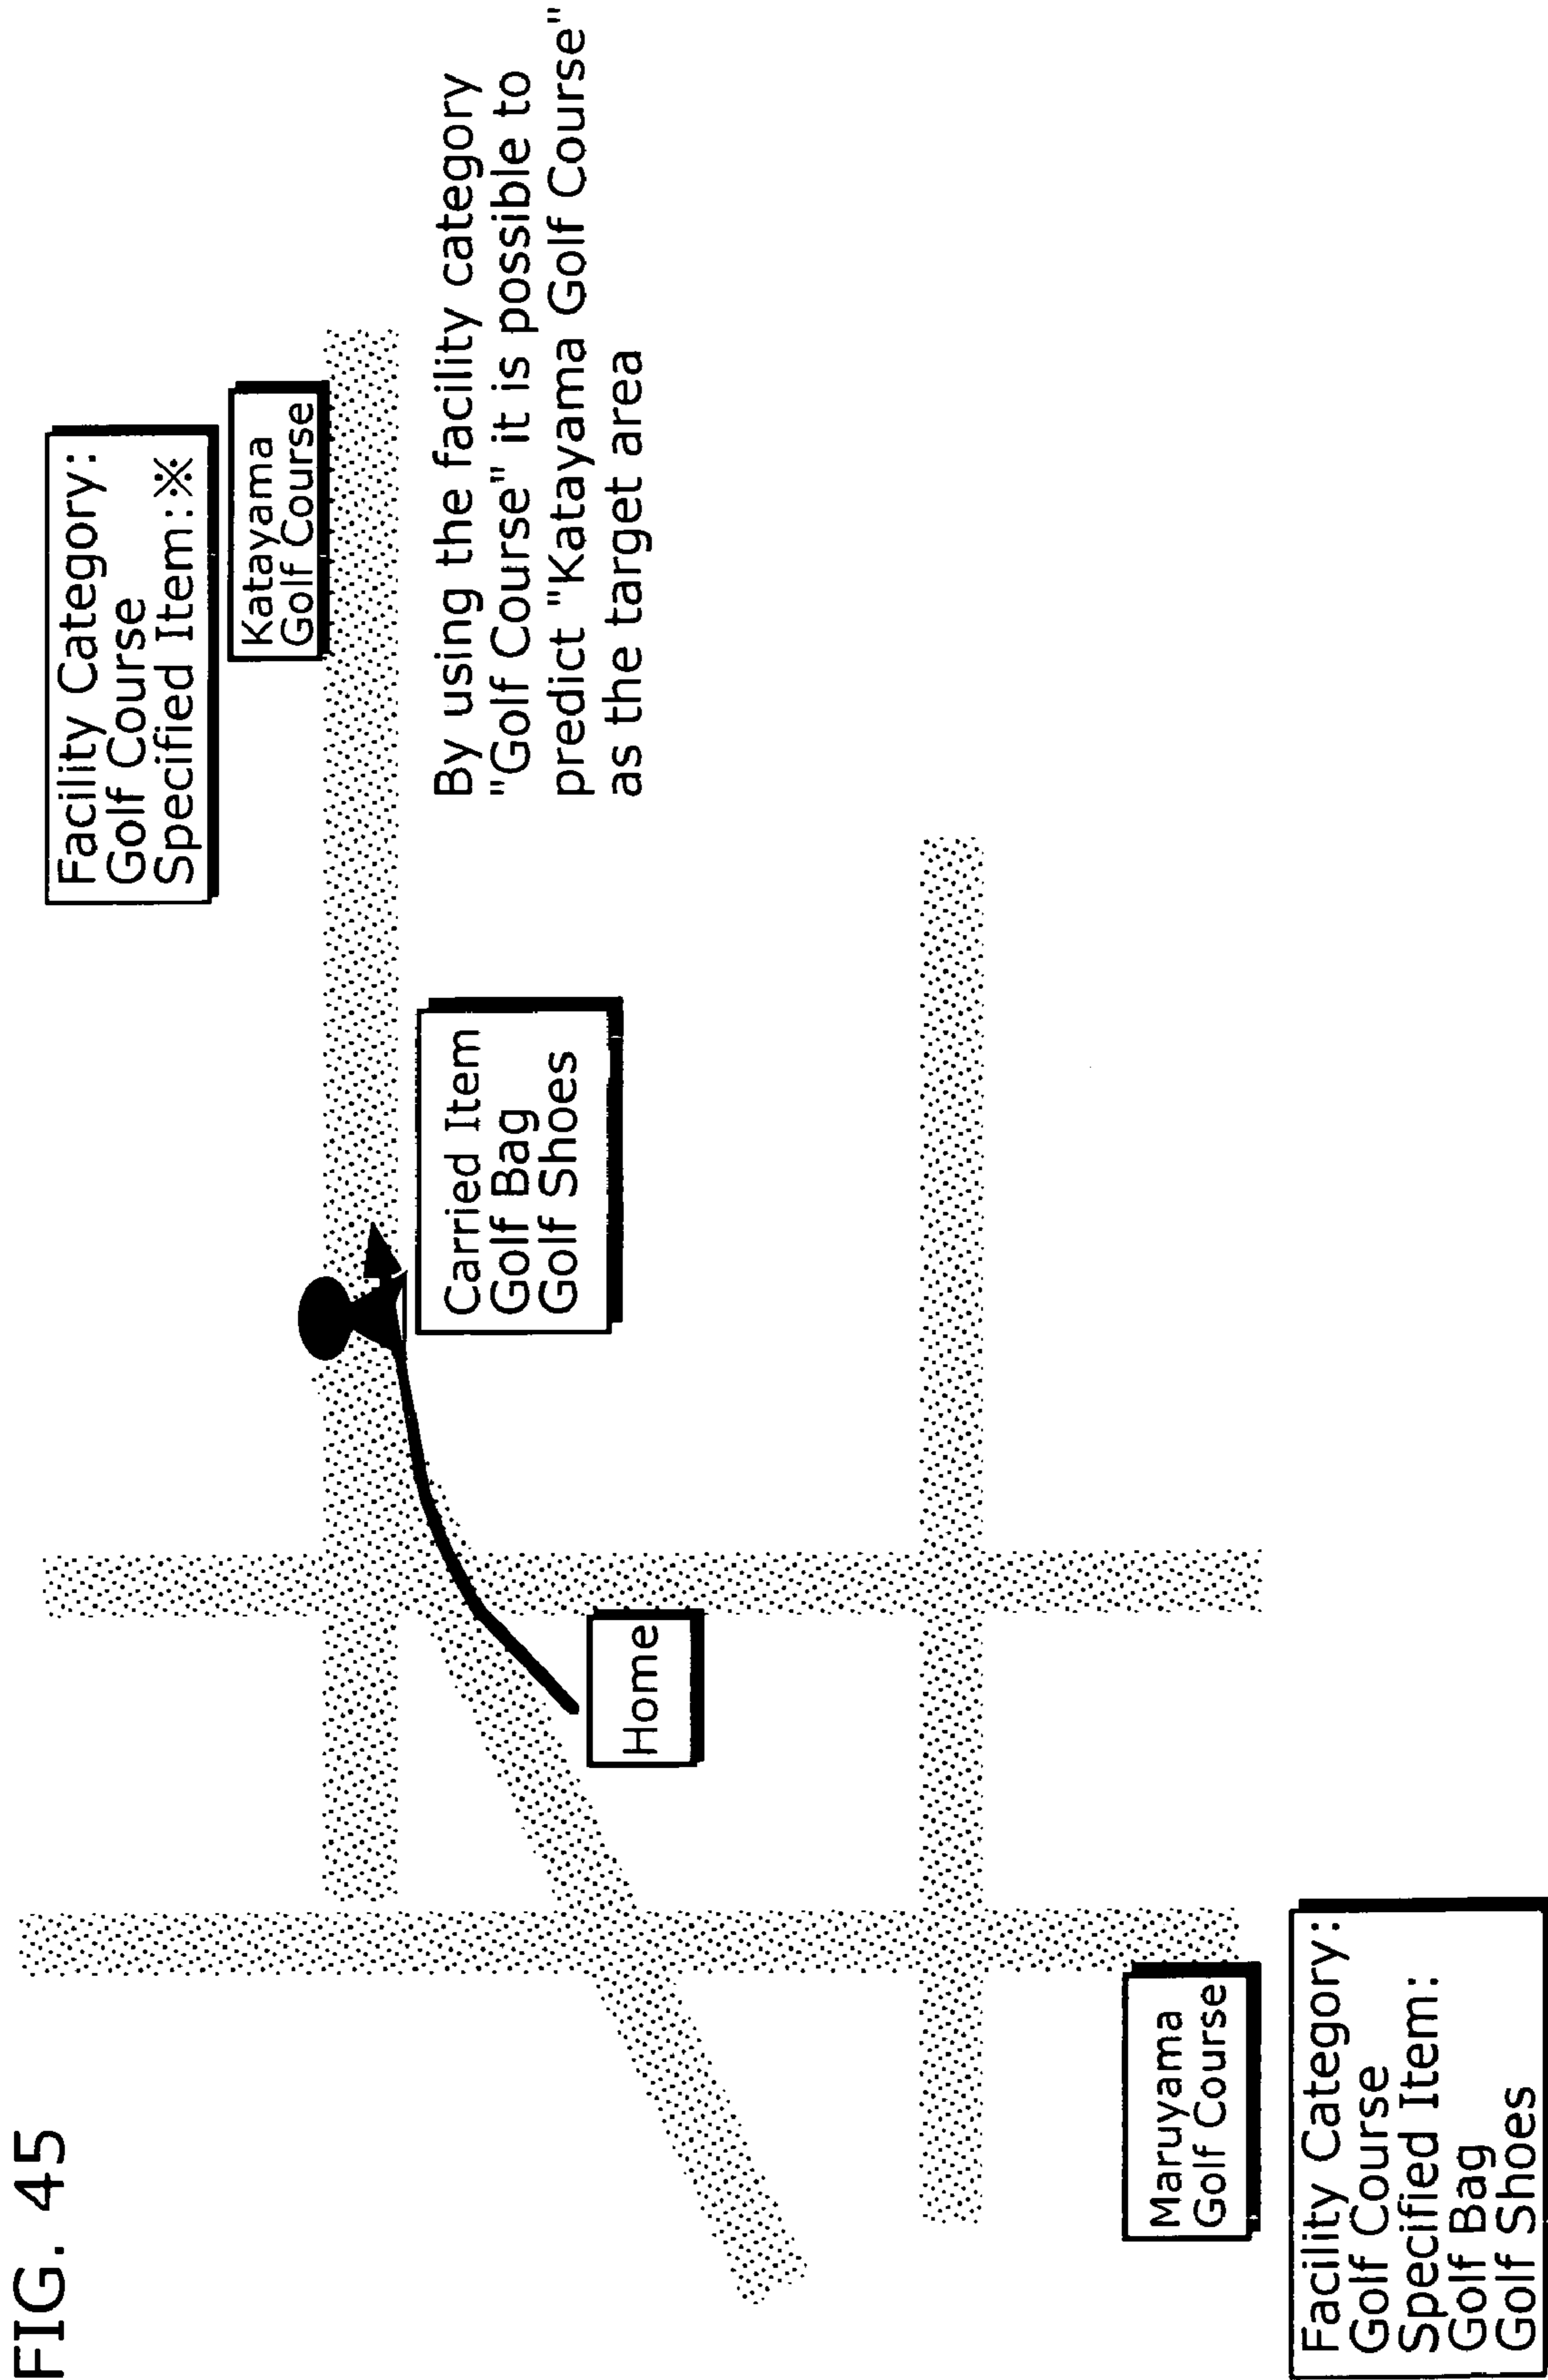 FIG. 45
Facility Category:
Golf Course
Specified Item:※
Katayama
Golf Course
By using the facility category
"Golf Course" it is possible to
predict "Katayama Golf Course"
as the target area
Carried Item
Golf Bag
Golf Shoes
Home
Maruyama
Golf Course
Facility Category:
Golf Course
Specified Item:
Golf Bag
Golf Shoes